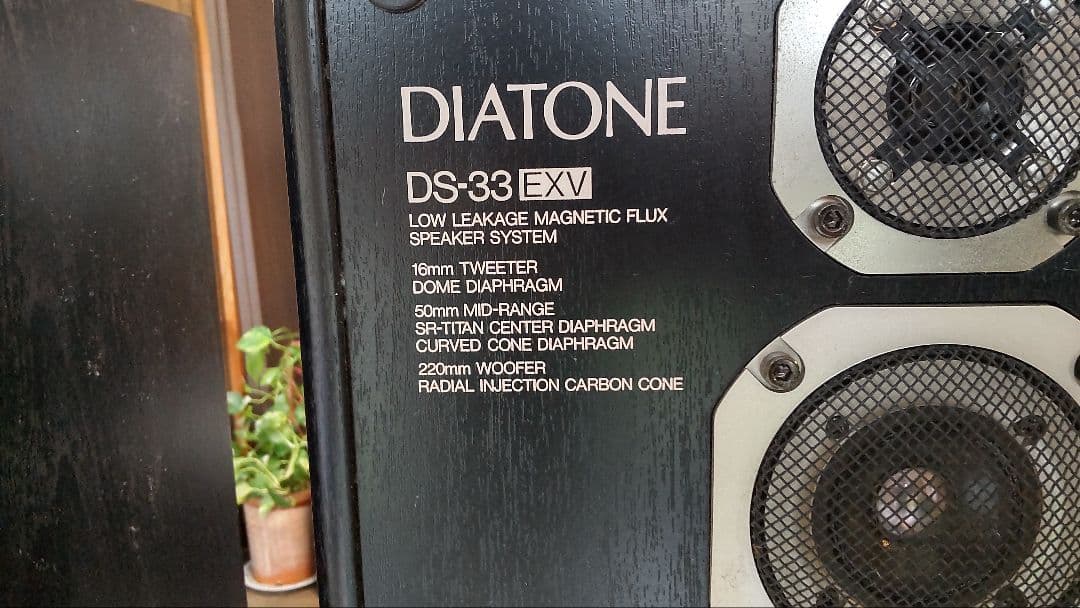 DIATONE
DS-33 EXV
LOW LEAKAGE MAGNETIC FLUX
SPEAKER SYSTEM
16mm TWEETER
DOME DIAPHRAGM
50mm MID-RANGE
SR-TITAN CENTER DIAPHRAGM
CURVED CONE DIAPHRAGM
220mm WOOFER
RADIAL INJECTION CARBON CONE